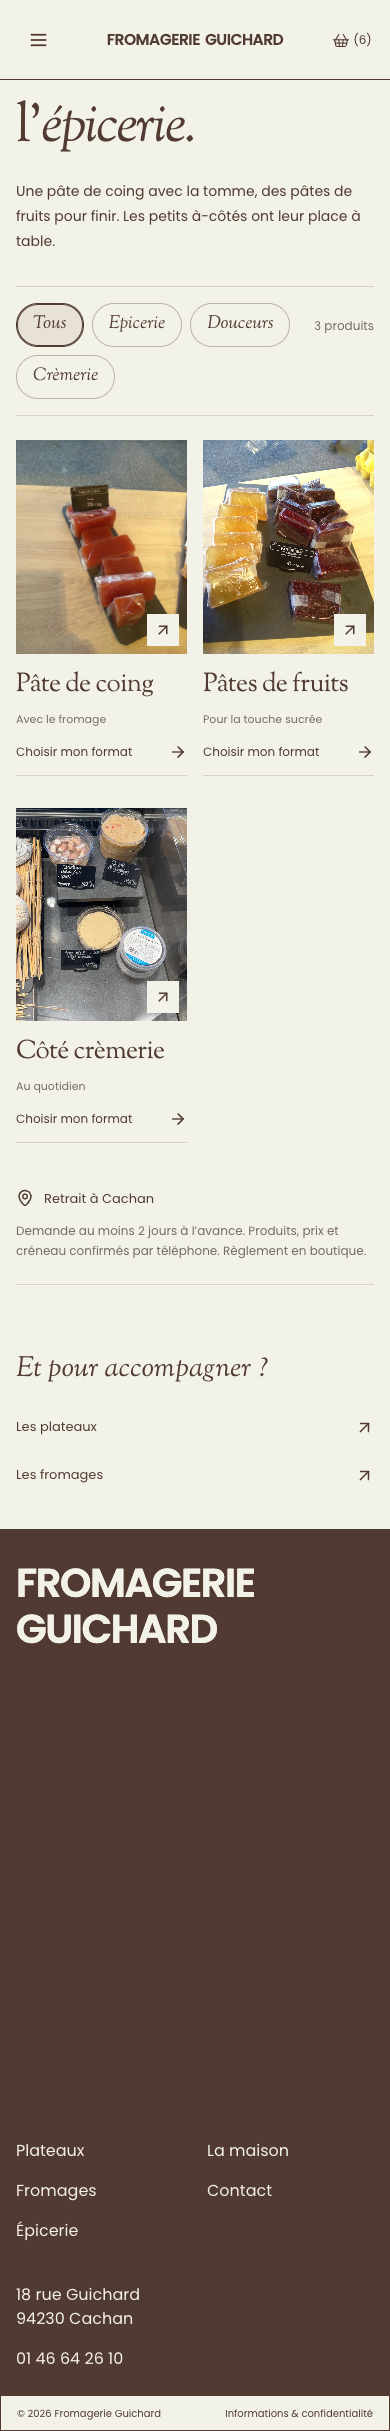 FROMAGERIE GUICHARD
(6)
l’épicerie.
Une pâte de coing avec la tomme, des pâtes de
fruits pour finir. Les petits à-côtés ont leur place à
table.
Tous
Epicerie
Douceurs
3 produits
Crèmerie
Pâte de coing
Pâtes de fruits
Avec le fromage
Pour la touche sucrée
Choisir mon format
Choisir mon format
Côté crèmerie
Au quotidien
Choisir mon format
Retrait à Cachan
Demande au moins 2 jours à l’avance. Produits, prix et
créneau confirmés par téléphone. Règlement en boutique.
Et pour accompagner ?
Les plateaux
Les fromages
FROMAGERIE
GUICHARD
Plateaux
La maison
Fromages
Contact
Épicerie
18 rue Guichard
94230 Cachan
01 46 64 26 10
© 2026 Fromagerie Guichard
Informations & confidentialité